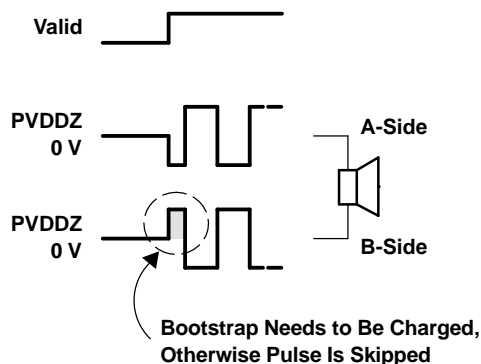 Valid
PVDDZ
0 V
A-Side
PVDDZ
0 V
B-Side
Bootstrap Needs to Be Charged,
Otherwise Pulse Is Skipped